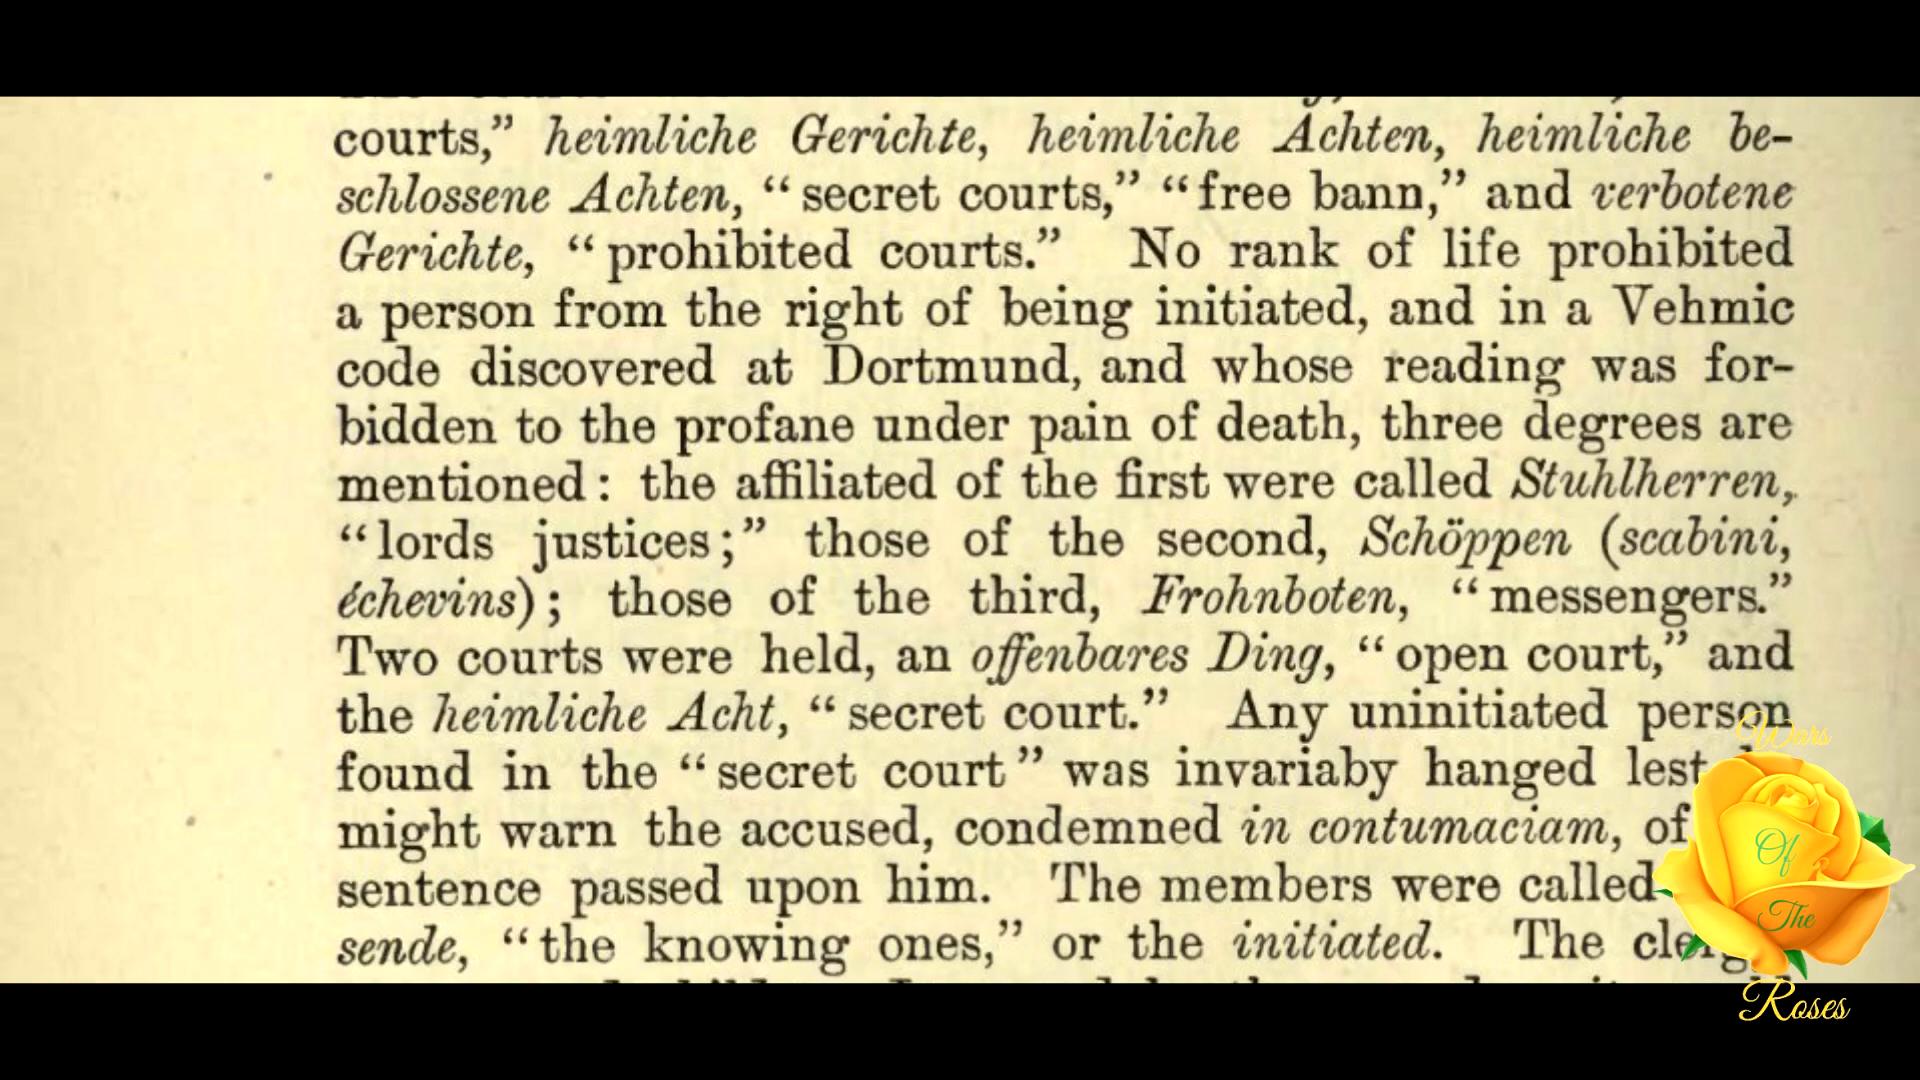 courts,” heimliche Gerichte, heimliche Achten, heimliche be-
schlossene Achten, “secret courts,” “free bann,” and verbotene
Gerichte, “prohibited courts.” No rank of life prohibited
a person from the right of being initiated, and in a Vehmic
code discovered at Dortmund, and whose reading was for-
bidden to the profane under pain of death, three degrees are
mentioned: the affiliated of the first were called Stuhlherren,
“lords justices;” those of the second, Schöppen (scabini,
échevins); those of the third, Frohnboten, “messengers.”
Two courts were held, an offenbares Ding, “open court,” and
the heimliche Acht, “secret court.” Any uninitiated person
found in the “secret court” was invariaby hanged lest
might warn the accused, condemned in contumaciam, of
sentence passed upon him. The members were called
sende, “the knowing ones,” or the initiated. The
Wars
Of
The
Roses